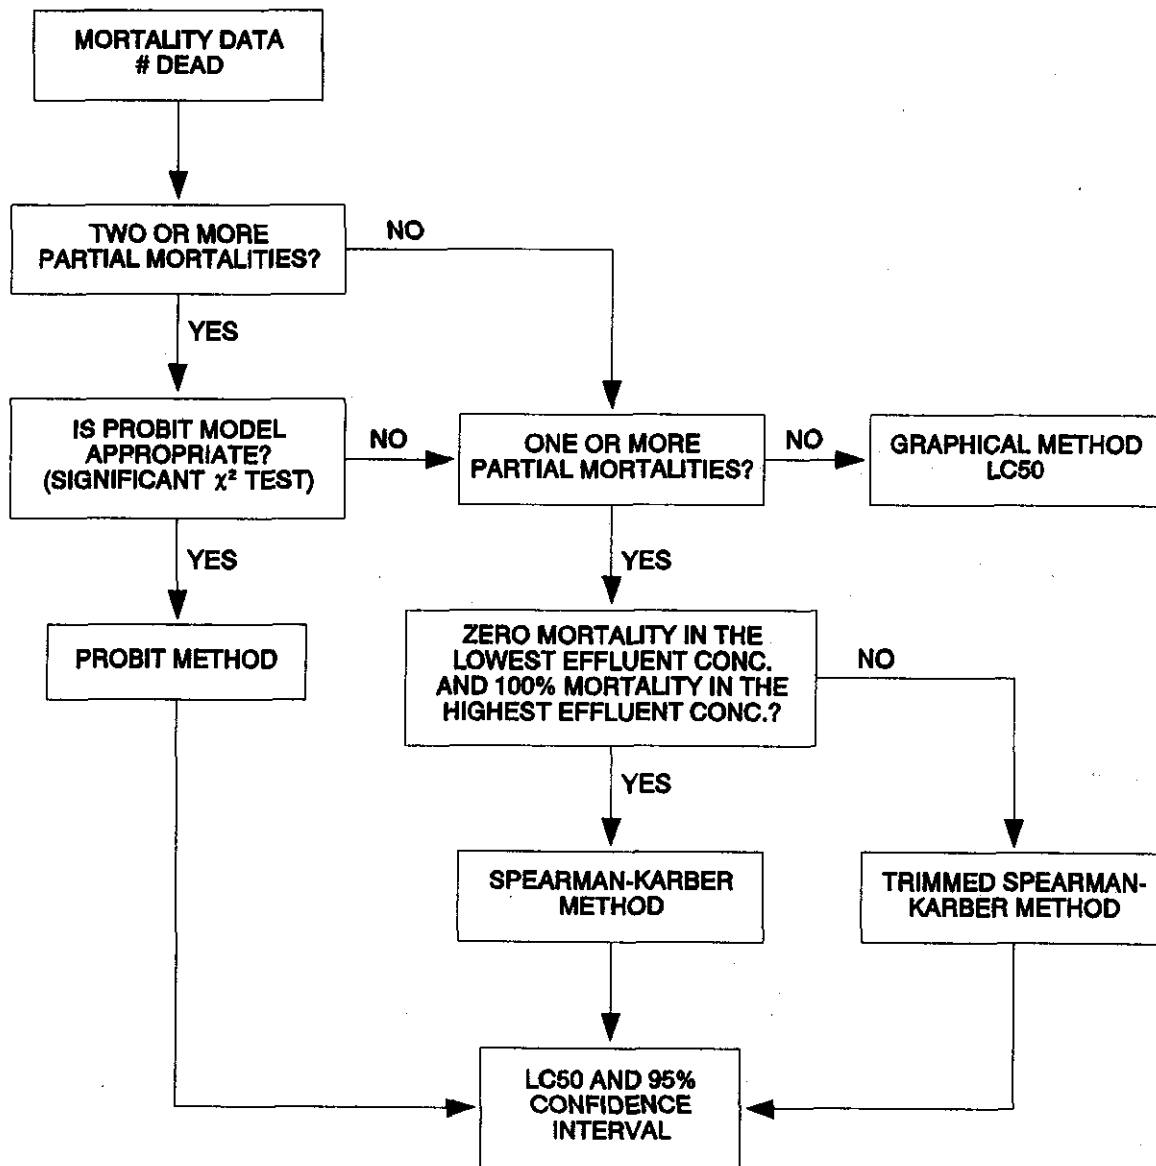 MORTALITY DATA
# DEAD
TWO OR MORE
PARTIAL MORTALITIES?
NO
YES
IS PROBIT MODEL
APPROPRIATE?
(SIGNIFICANT χ² TEST)
NO
ONE OR MORE
PARTIAL MORTALITIES?
NO
GRAPHICAL METHOD
LC50
YES
YES
PROBIT METHOD
ZERO MORTALITY IN THE
LOWEST EFFLUENT CONC.
AND 100% MORTALITY IN THE
HIGHEST EFFLUENT CONC.?
NO
YES
SPEARMAN-KARBER
METHOD
TRIMMED SPEARMAN-
KARBER METHOD
LC50 AND 95%
CONFIDENCE
INTERVAL